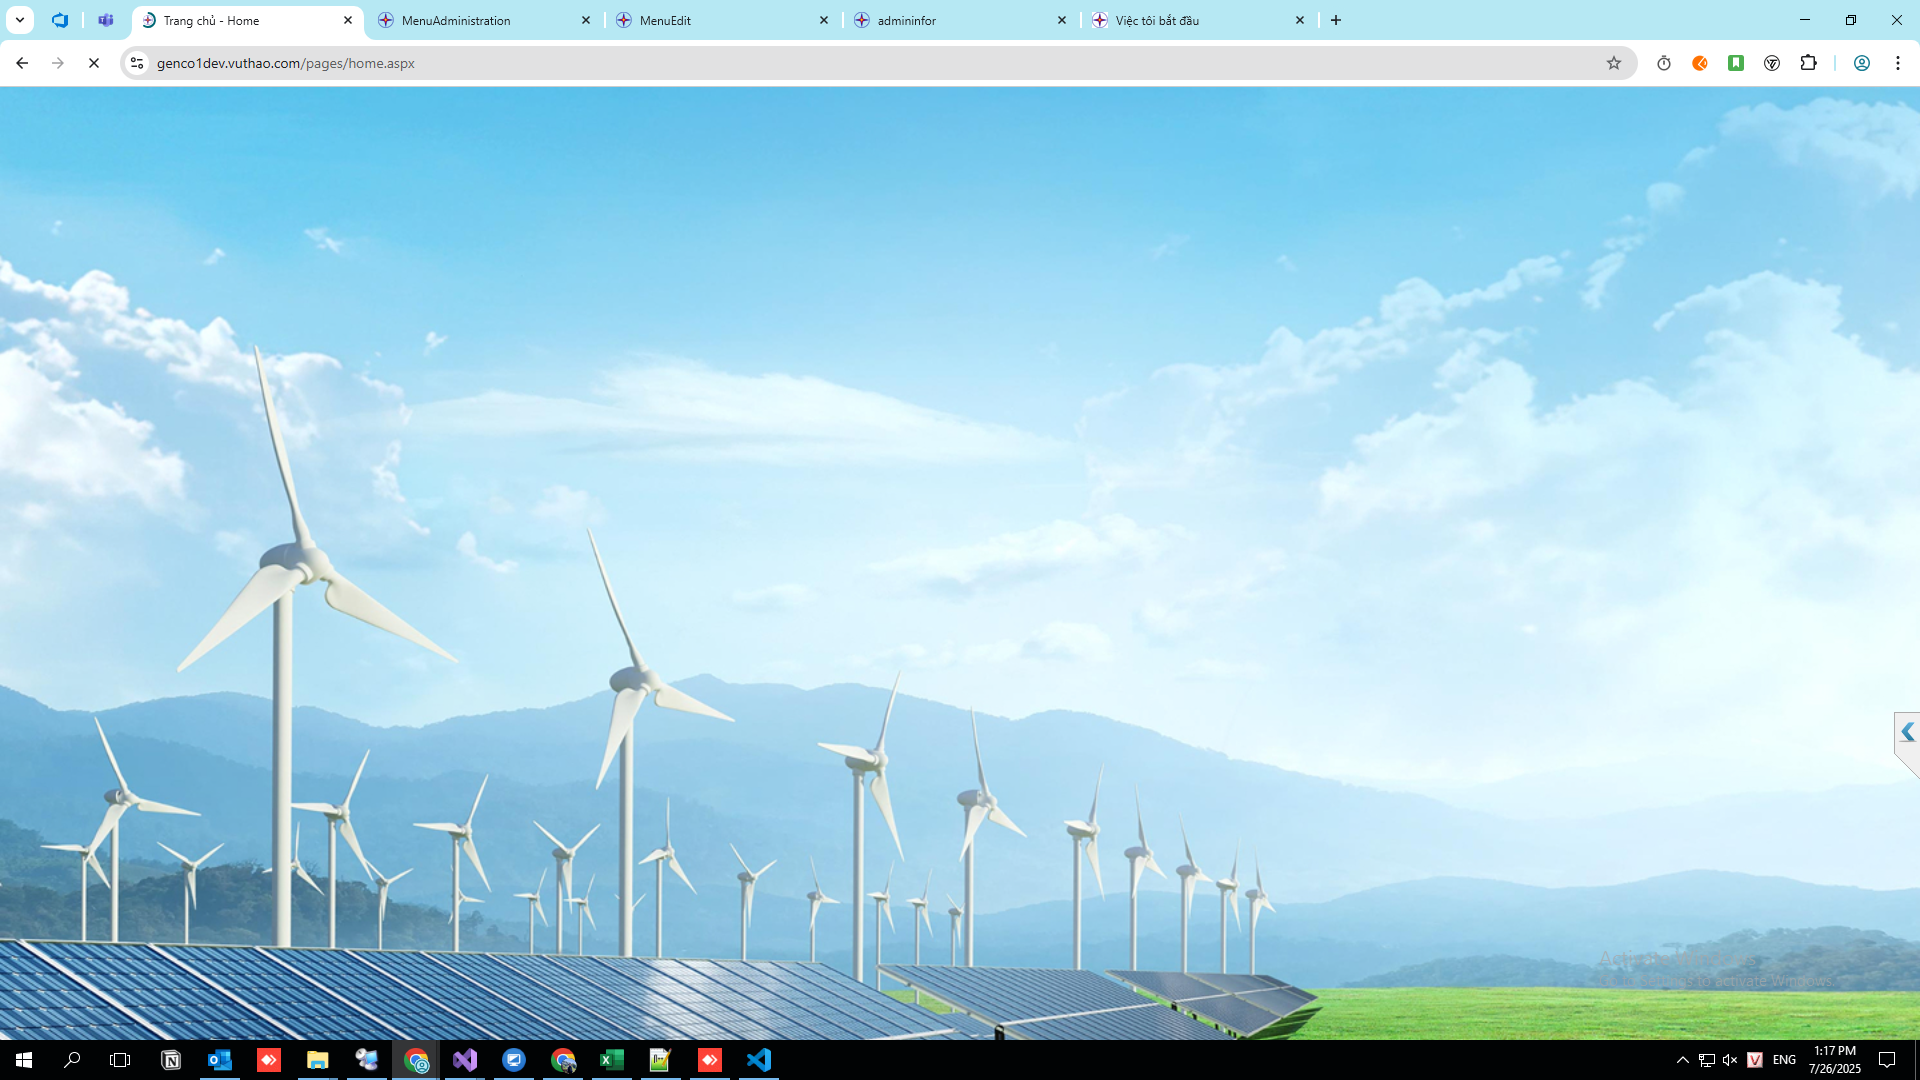 Trang chủ - Home
MenuAdministration
MenuEdit
admininfor
Việc tôi bắt đầu
genco1dev.vuthao.com/pages/home.aspx
Activate Windows
Go to Settings to activate Windows.
ENG
1:17 PM
7/26/2025